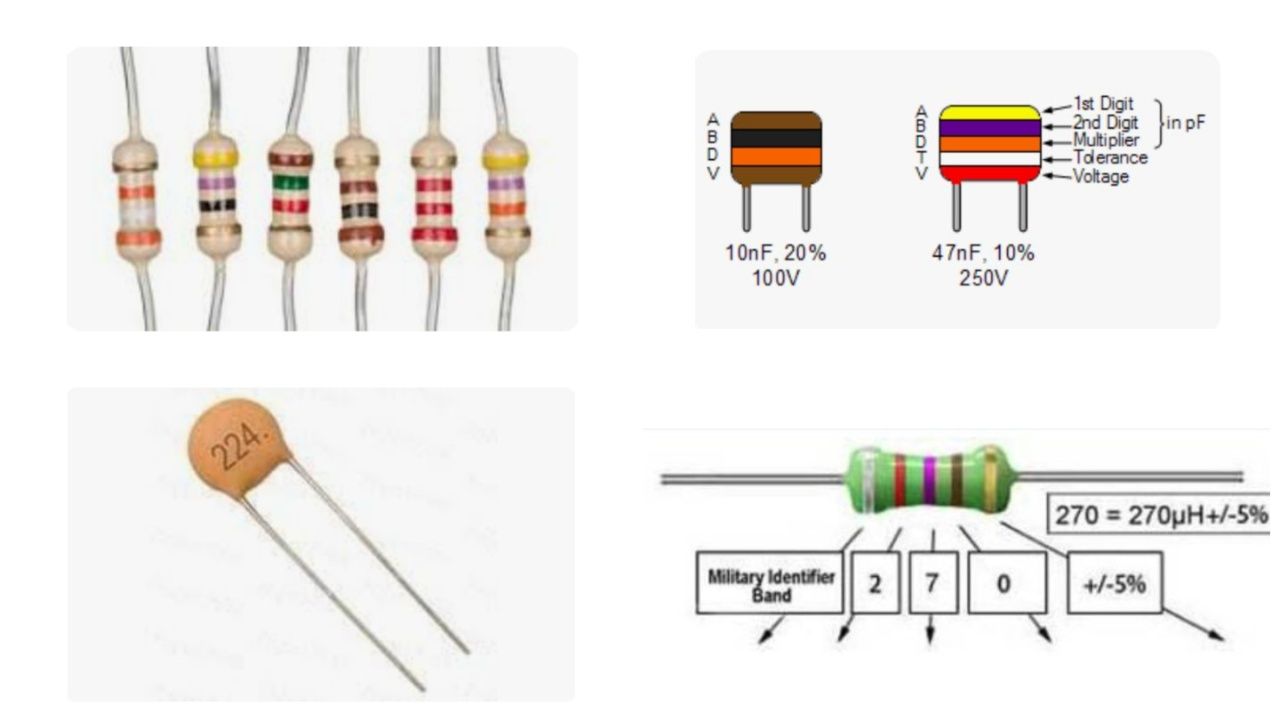 A
B
D
V
10nF, 20%
100V
A
B
D
T
V
1st Digit
2nd Digit
Multiplier
Tolerance
Voltage
in pF
47nF, 10%
250V
224.
270 = 270µH+/-5%
Military Identifier
Band
2
7
0
+/-5%